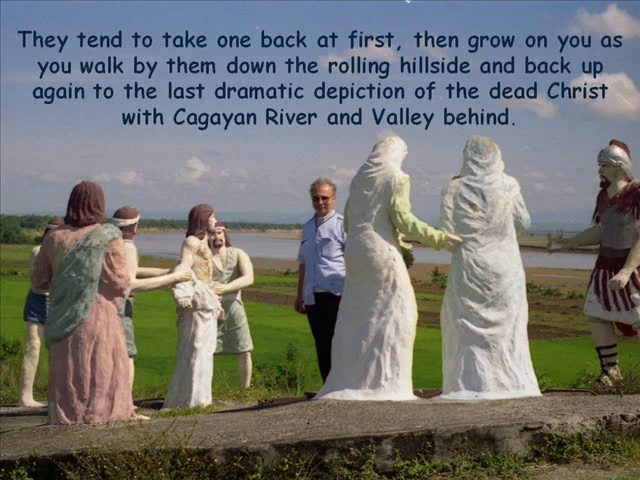 They tend to take one back at first, then grow on you as
you walk by them down the rolling hillside and back up
again to the last dramatic depiction of the dead Christ
with Cagayan River and Valley behind.